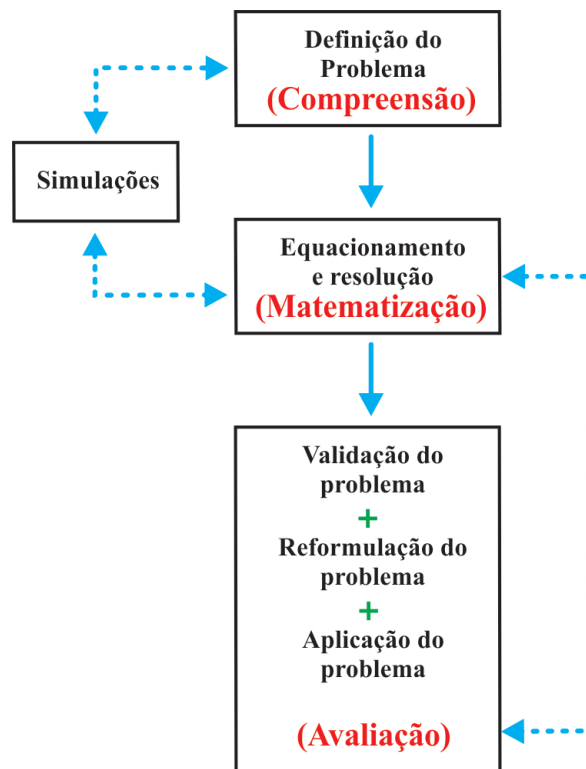 Definição do
Problema
(Compreensão)
Simulações
Equacionamento
e resolução
(Matematização)
Validação do
problema
+
Reformulação do
problema
+
Aplicação do
problema
(Avaliação)